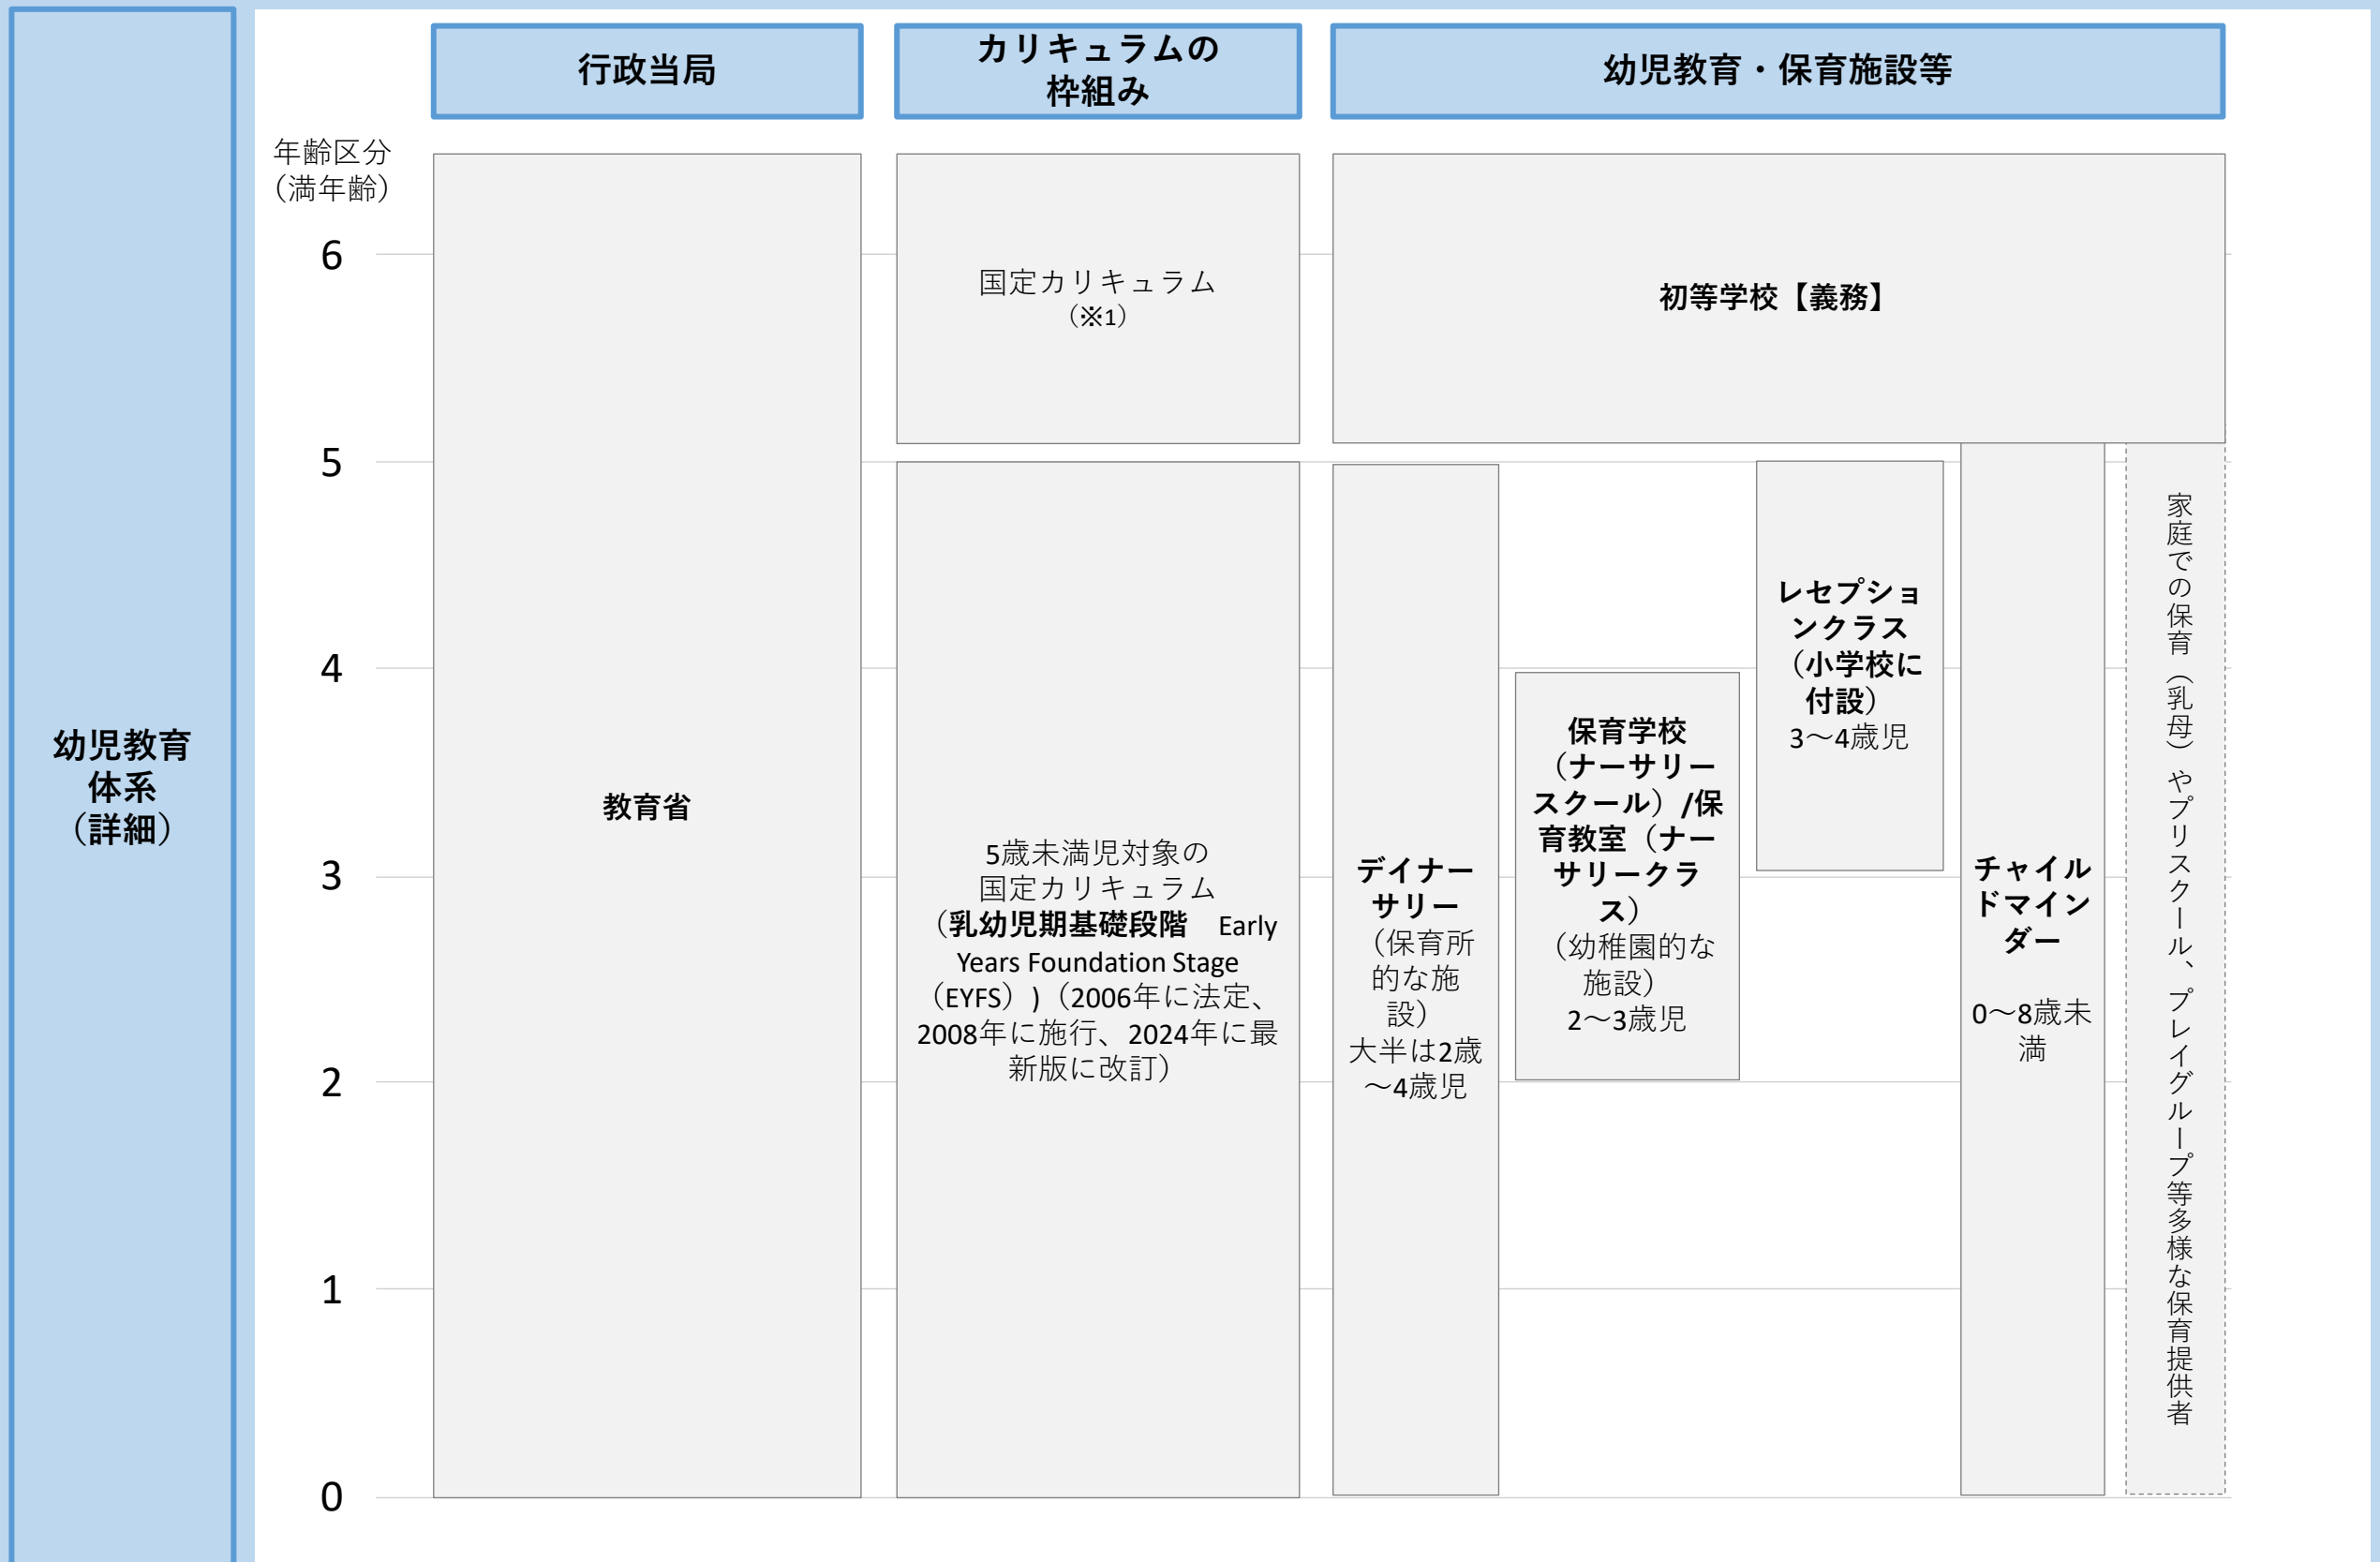 幼児教育
体系
（詳細）
行政当局
カリキュラムの
枠組み
幼児教育・保育施設等
年齢区分
（満年齢）
6
5
4
3
2
1
0
教育省
国定カリキュラム
（※1）
5歳未満児対象の
国定カリキュラム
（乳幼児期基礎段階　Early
Years Foundation Stage
（EYFS）)（2006年に法定、
2008年に施行、2024年に最
新版に改訂）
初等学校【義務】
デイナー
サリー
（保育所
的な施
設）
大半は2歳
～4歳児
保育学校
（ナーサリー
スクール）/保
育教室（ナー
サリークラ
ス）
（幼稚園的な
施設）
2～3歳児
レセプショ
ンクラス
（小学校に
付設）
3～4歳児
チャイル
ドマイン
ダー
0～8歳未
満
家庭での保育（乳母）やプリスクール、プレイグループ等多様な保育提供者